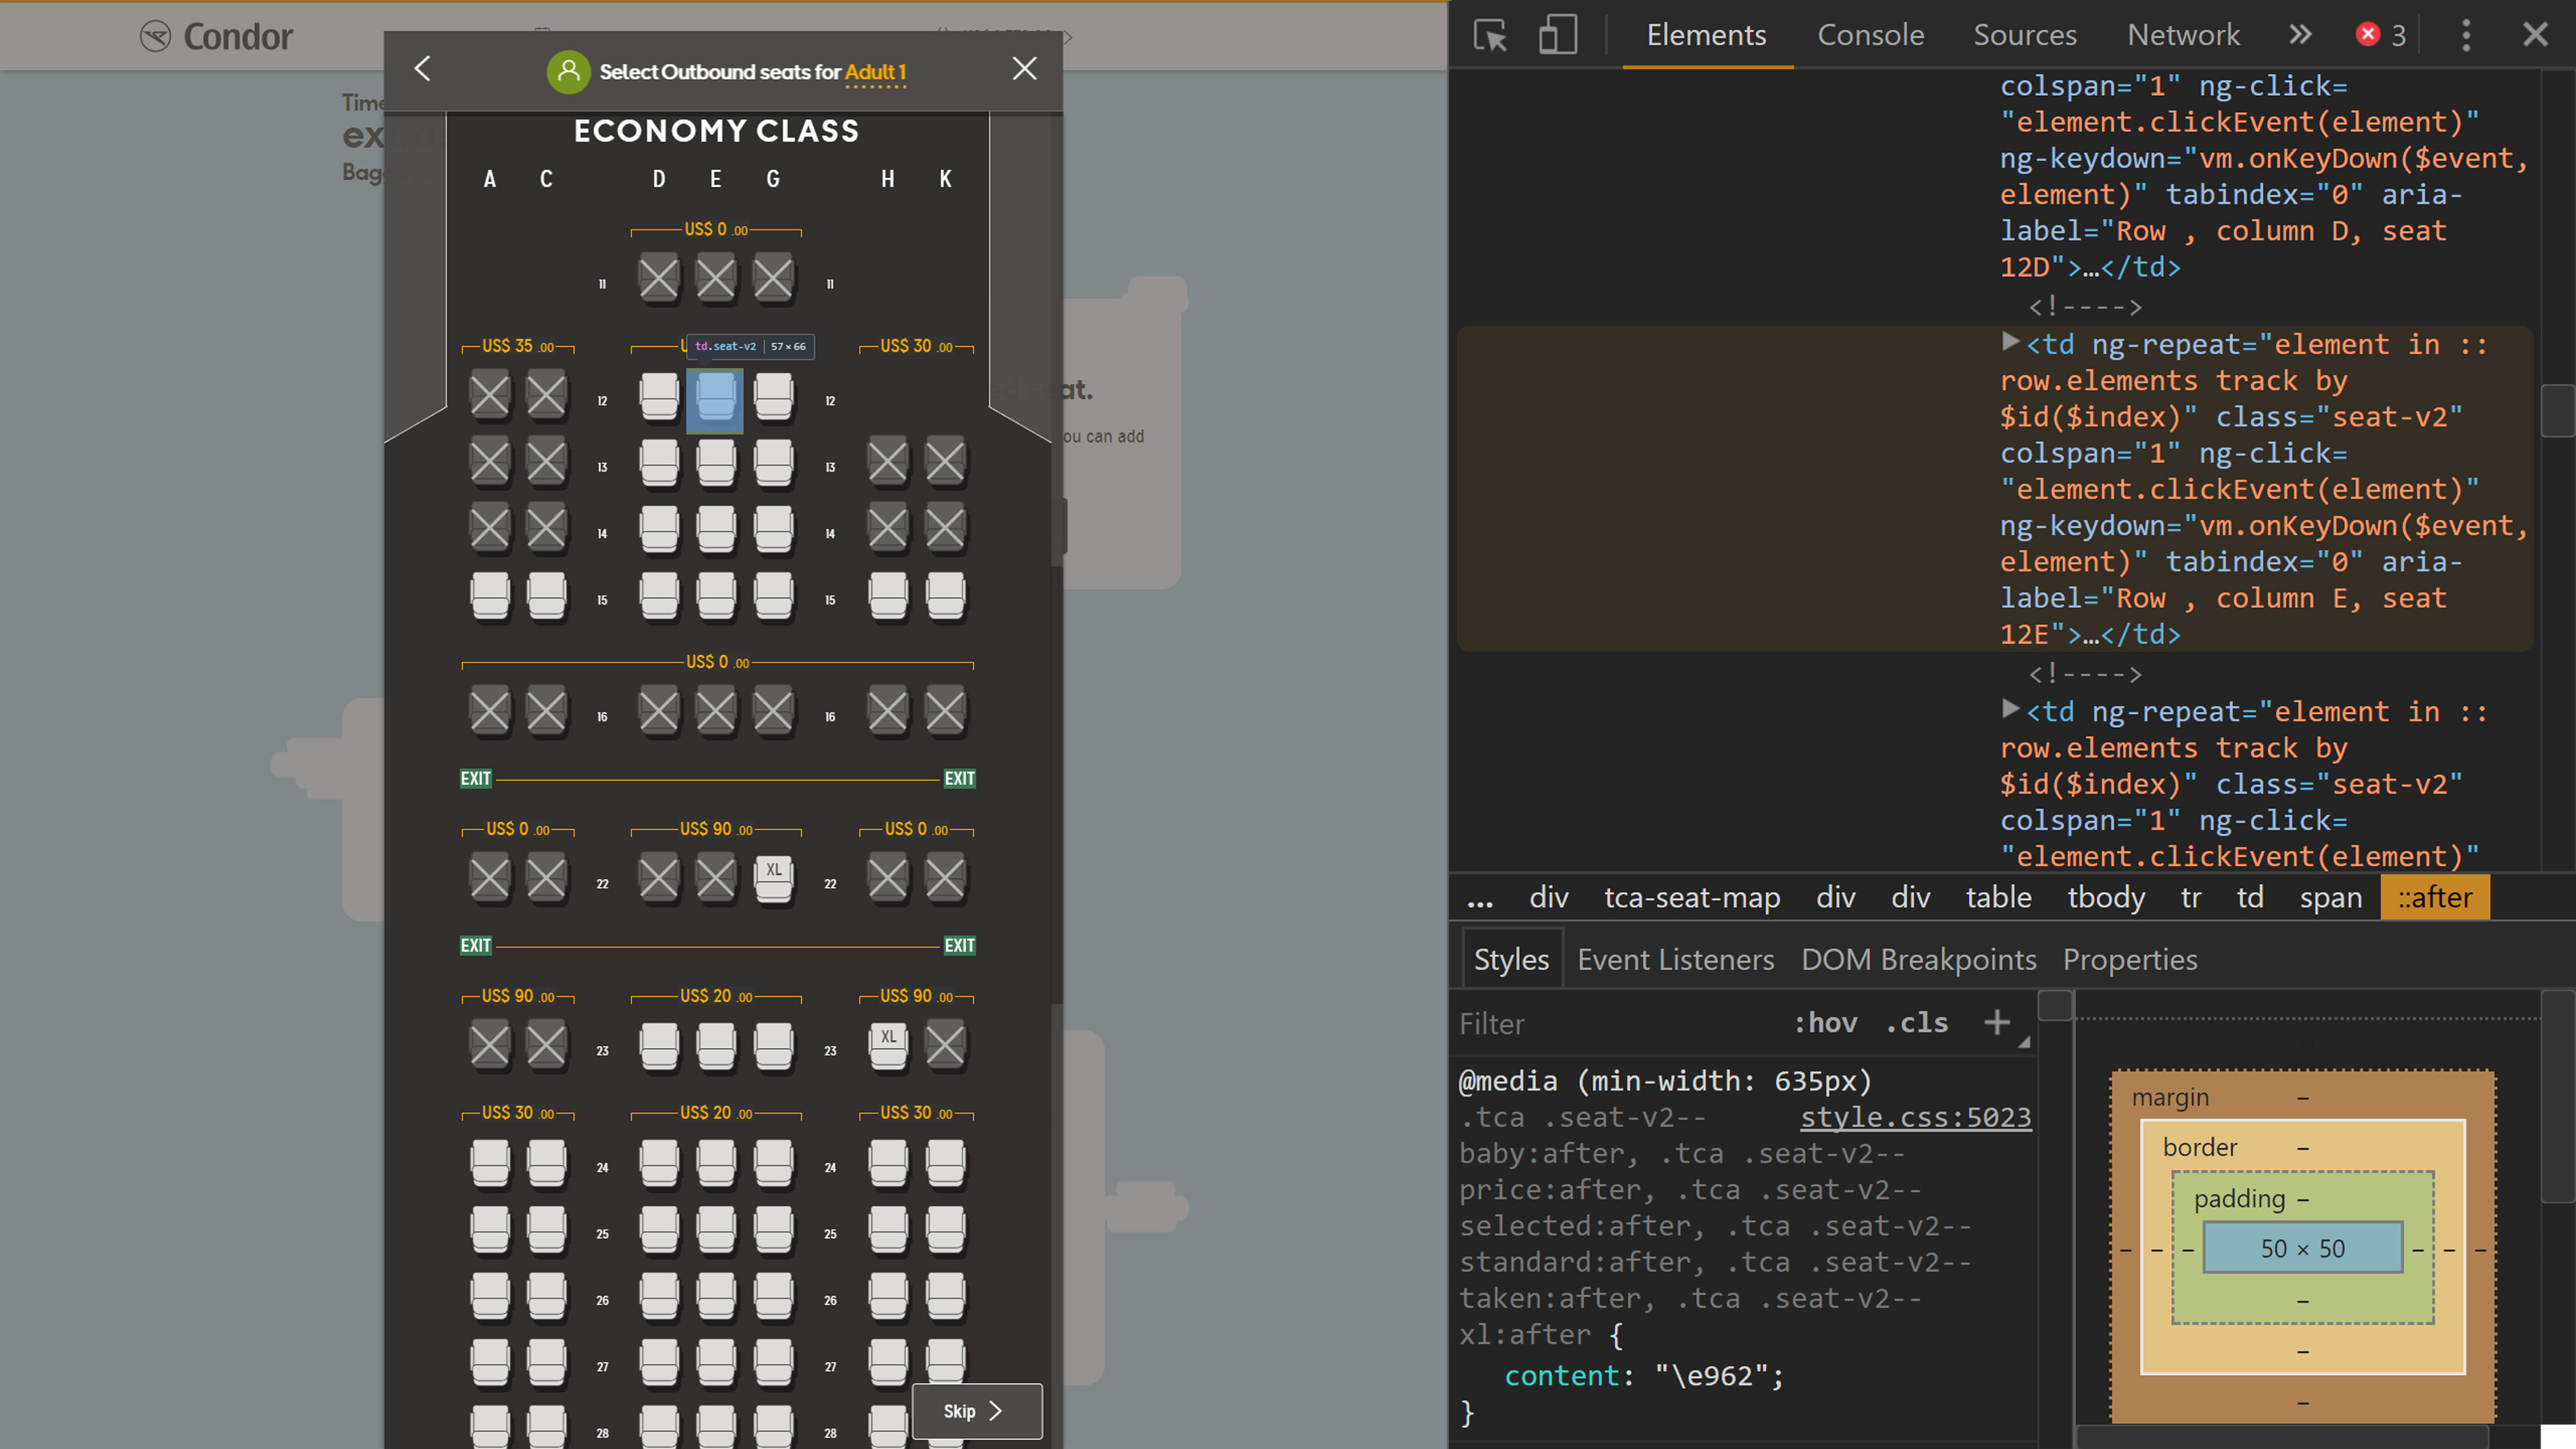 Condor
Select Outbound seats for Adult 1
Time
Bag
ECONOMY CLASS
A C D E G H K
US$ 0 .00
11 11
US$ 35 .00 US$ 30 .00
td.seat-v2 | 57×66
12 12
13 13
14 14
15 15
US$ 0 .00
16 16
EXIT EXIT
US$ 0 .00 US$ 90 .00 US$ 0 .00
XL
22 22
EXIT EXIT
US$ 90 .00 US$ 20 .00 US$ 90 .00
XL
23 23
US$ 30 .00 US$ 20 .00 US$ 30 .00
24 24
25 25
26 26
27 27
28 28
Skip
seat.
ou can add
Elements Console Sources Network » 3
colspan="1" ng-click=
"element.clickEvent(element)"
ng-keydown="vm.onKeyDown($event,
element)" tabindex="0" aria-
label="Row , column D, seat
12D">…</td>
<!---->
<td ng-repeat="element in ::
row.elements track by
$id($index)" class="seat-v2"
colspan="1" ng-click=
"element.clickEvent(element)"
ng-keydown="vm.onKeyDown($event,
element)" tabindex="0" aria-
label="Row , column E, seat
12E">…</td>
<!---->
<td ng-repeat="element in ::
row.elements track by
$id($index)" class="seat-v2"
colspan="1" ng-click=
"element.clickEvent(element)"
... div tca-seat-map div div table tbody tr td span ::after
Styles Event Listeners DOM Breakpoints Properties
Filter :hov .cls +
@media (min-width: 635px)
.tca .seat-v2-- style.css:5023
baby:after, .tca .seat-v2--
price:after, .tca .seat-v2--
selected:after, .tca .seat-v2--
standard:after, .tca .seat-v2--
taken:after, .tca .seat-v2--
xl:after {
content: "\e962";
}
margin –
border –
padding –
– – – 50 × 50 – – –
–
–
–